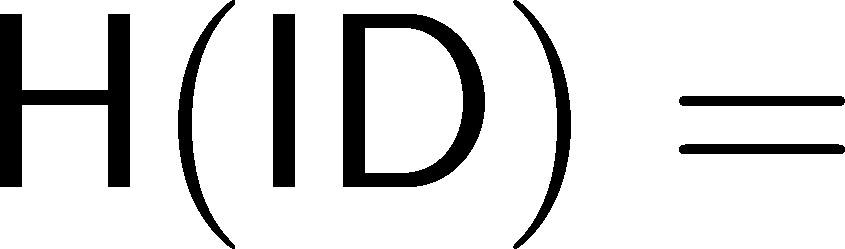 H(ID) =